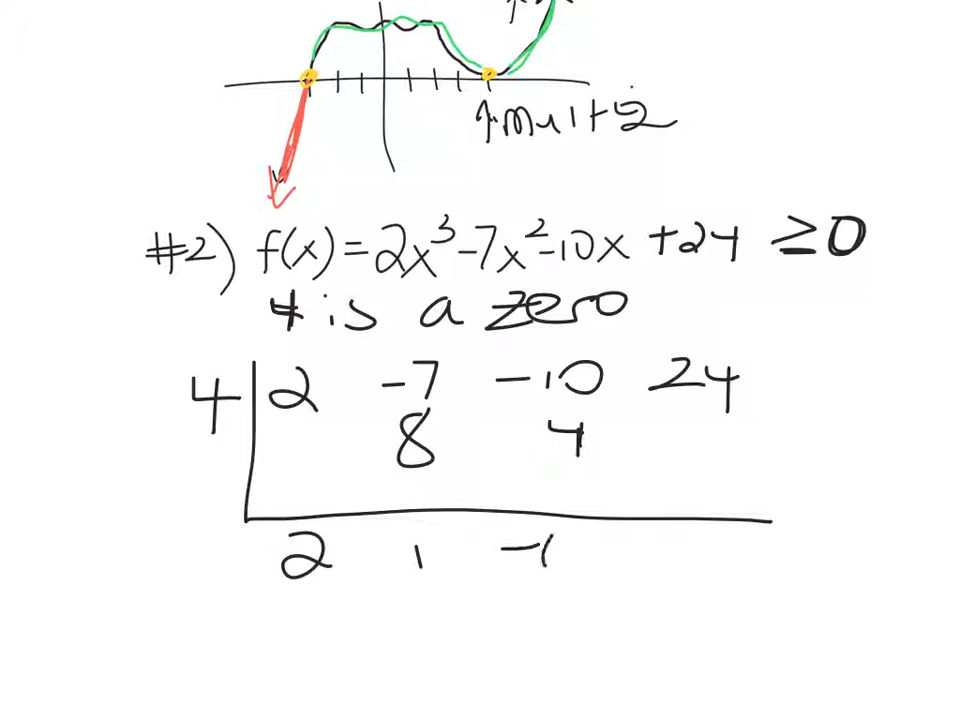 ↑mult 2
#2) f(x)=2x³-7x²-10x +24 ≥0
4 is a zero
4 2 -7 -10 24
8 4
2 1 -1